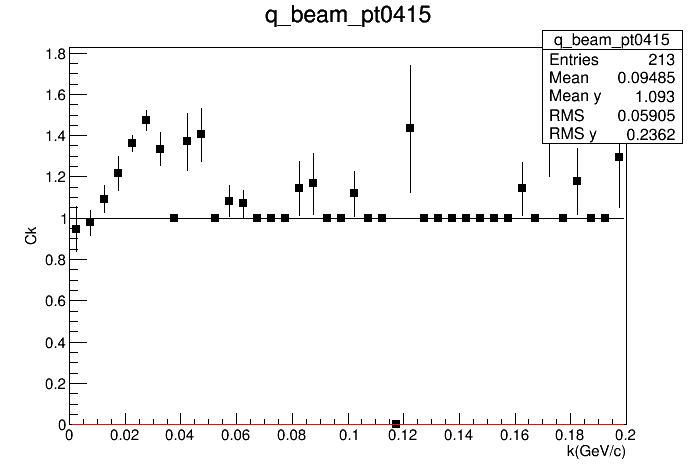 q_beam_pt0415
q_beam_pt0415
Entries 213
Mean 0.09485
Mean y 1.093
RMS 0.05905
RMS y 0.2362
1.8
1.6
1.4
1.2
1
0.8
0.6
0.4
0.2
0
Ck
0 0.02 0.04 0.06 0.08 0.1 0.12 0.14 0.16 0.18 0.2
k(GeV/c)